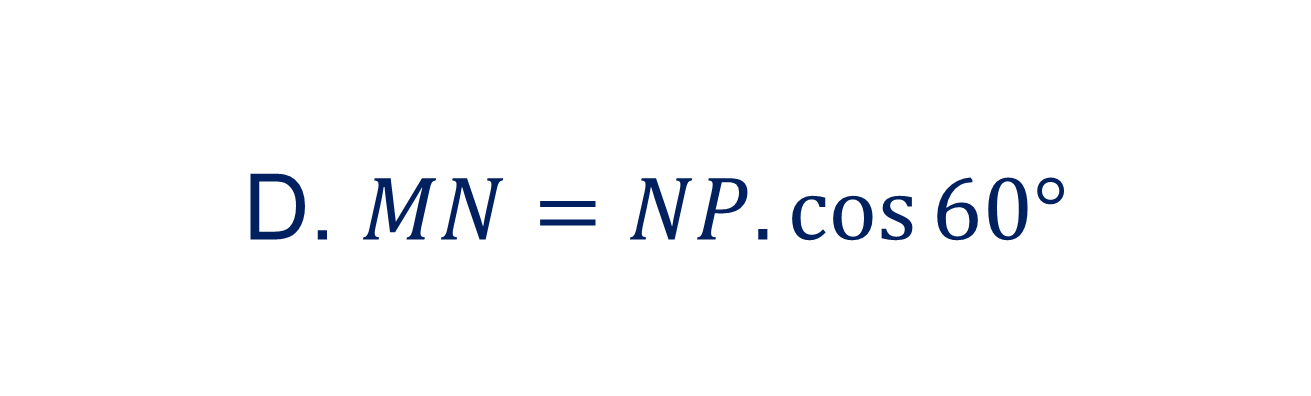 D. MN = NP. cos 60°